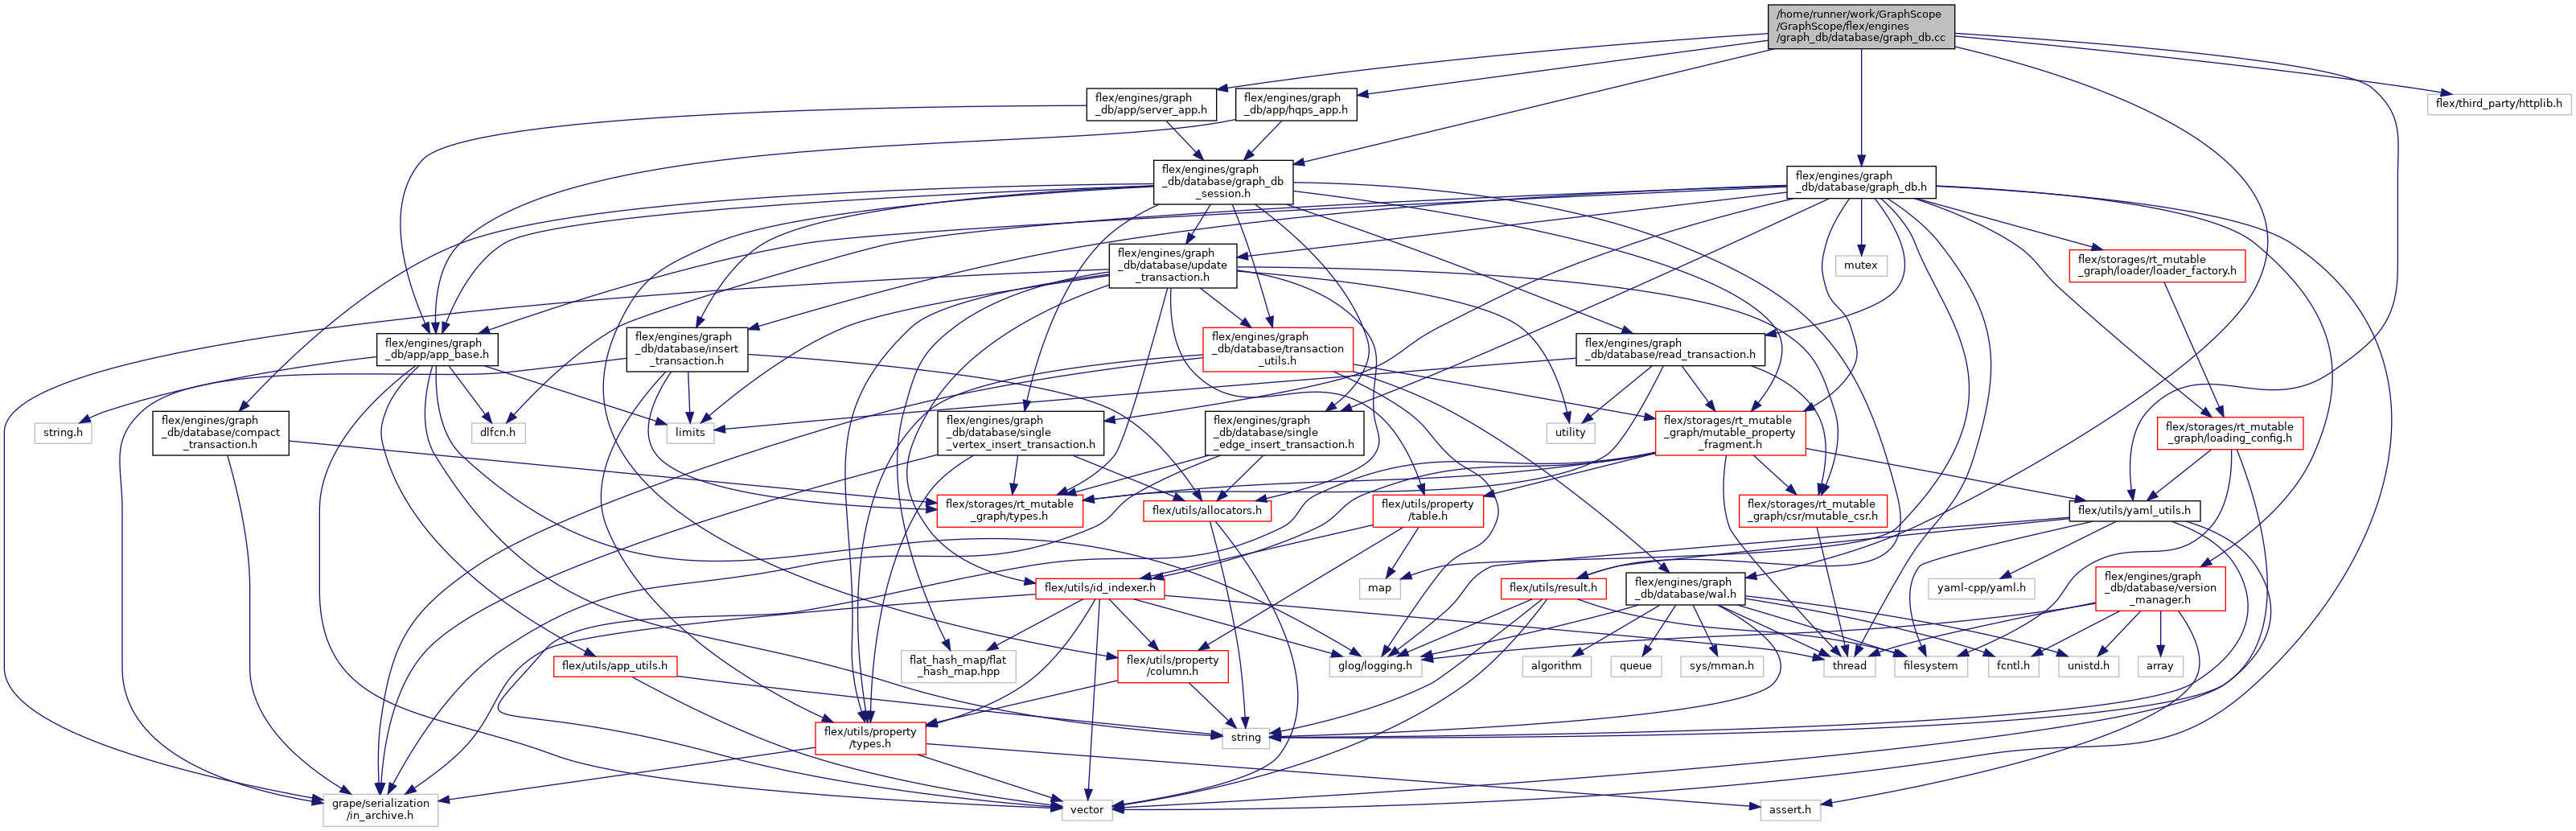 /home/runner/work/GraphScope
/GraphScope/flex/engines
/graph_db/database/graph_db.cc
flex/engines/graph
_db/app/server_app.h
flex/engines/graph
_db/app/hqps_app.h
flex/third_party/httplib.h
flex/engines/graph
_db/database/graph_db
_session.h
flex/engines/graph
_db/database/graph_db.h
flex/engines/graph
_db/database/update
_transaction.h
mutex
flex/storages/rt_mutable
_graph/loader/loader_factory.h
flex/engines/graph
_db/app/app_base.h
flex/engines/graph
_db/database/insert
_transaction.h
flex/engines/graph
_db/database/transaction
_utils.h
flex/engines/graph
_db/database/read_transaction.h
string.h
flex/engines/graph
_db/database/compact
_transaction.h
dlfcn.h
limits
flex/engines/graph
_db/database/single
_vertex_insert_transaction.h
flex/engines/graph
_db/database/single
_edge_insert_transaction.h
utility
flex/storages/rt_mutable
_graph/mutable_property
_fragment.h
flex/storages/rt_mutable
_graph/loading_config.h
flex/storages/rt_mutable
_graph/types.h
flex/utils/allocators.h
flex/utils/property
/table.h
flex/storages/rt_mutable
_graph/csr/mutable_csr.h
flex/utils/yaml_utils.h
flex/utils/id_indexer.h
map
flex/utils/result.h
flex/engines/graph
_db/database/wal.h
yaml-cpp/yaml.h
flex/engines/graph
_db/database/version
_manager.h
flex/utils/app_utils.h
flat_hash_map/flat
_hash_map.hpp
flex/utils/property
/column.h
glog/logging.h
algorithm
queue
sys/mman.h
thread
filesystem
fcntl.h
unistd.h
array
flex/utils/property
/types.h
string
grape/serialization
/in_archive.h
vector
assert.h